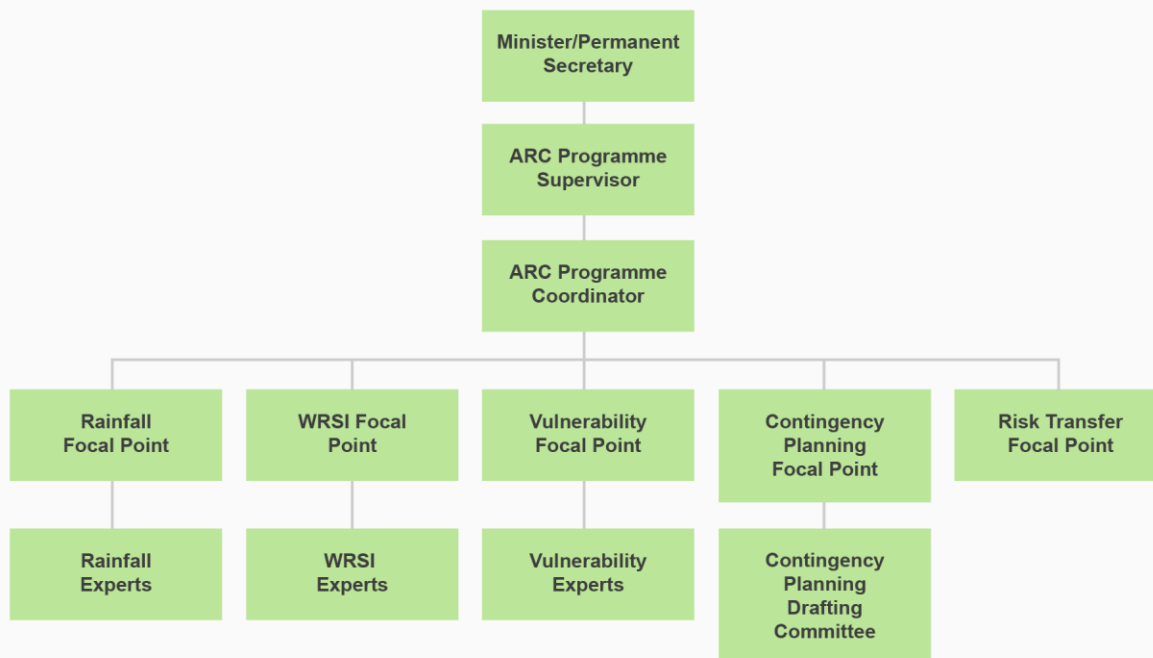 Minister/Permanent
Secretary
ARC Programme
Supervisor
ARC Programme
Coordinator
Rainfall
Focal Point
WRSI Focal
Point
Vulnerability
Focal Point
Contingency
Planning
Focal Point
Risk Transfer
Focal Point
Rainfall
Experts
WRSI
Experts
Vulnerability
Experts
Contingency
Planning
Drafting
Committee